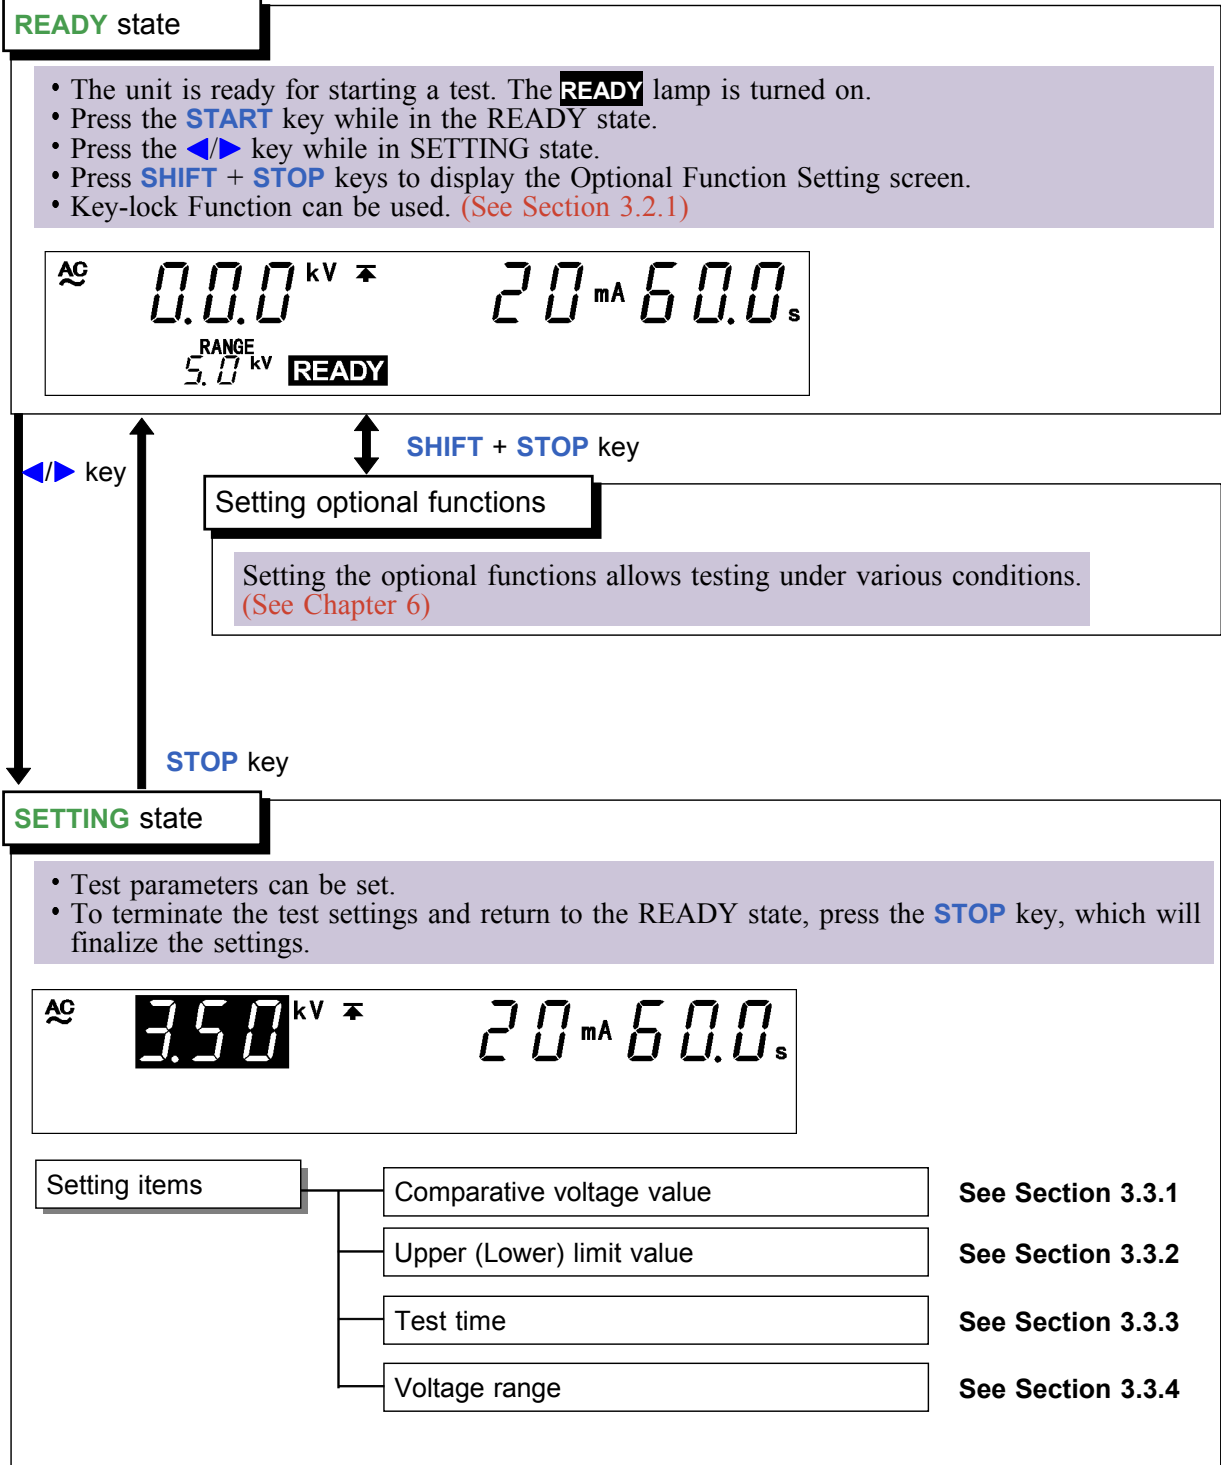 READY state
• The unit is ready for starting a test. The READY lamp is turned on.
• Press the START key while in the READY state.
• Press the ◀/▶ key while in SETTING state.
• Press SHIFT + STOP keys to display the Optional Function Setting screen.
• Key-lock Function can be used. (See Section 3.2.1)
AC 0.0.0 kV 20 mA 60.0 s
RANGE
5.0 kV READY
SHIFT + STOP key
◀/▶ key
Setting optional functions
Setting the optional functions allows testing under various conditions.
(See Chapter 6)
STOP key
SETTING state
• Test parameters can be set.
• To terminate the test settings and return to the READY state, press the STOP key, which will
finalize the settings.
AC 3.50 kV 20 mA 60.0 s
Setting items
Comparative voltage value See Section 3.3.1
Upper (Lower) limit value See Section 3.3.2
Test time See Section 3.3.3
Voltage range See Section 3.3.4